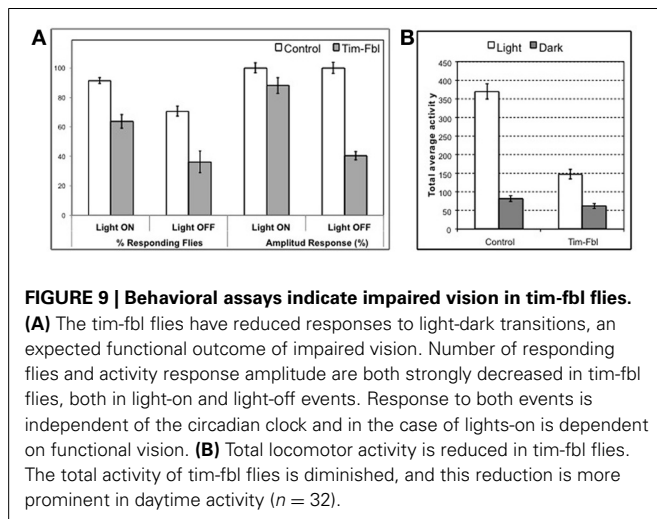 A
B
Control Tim-Fbl
Light Dark
100
80
60
40
20
0
450
400
350
300
250
200
150
100
50
0
Total average activity
Light ON Light OFF Light ON Light OFF
% Responding Flies Amplitud Response (%)
Control Tim-Fbl
FIGURE 9 | Behavioral assays indicate impaired vision in tim-fbl flies.
(A) The tim-fbl flies have reduced responses to light-dark transitions, an
expected functional outcome of impaired vision. Number of responding
flies and activity response amplitude are both strongly decreased in tim-fbl
flies, both in light-on and light-off events. Response to both events is
independent of the circadian clock and in the case of lights-on is dependent
on functional vision. (B) Total locomotor activity is reduced in tim-fbl flies.
The total activity of tim-fbl flies is diminished, and this reduction is more
prominent in daytime activity (n = 32).